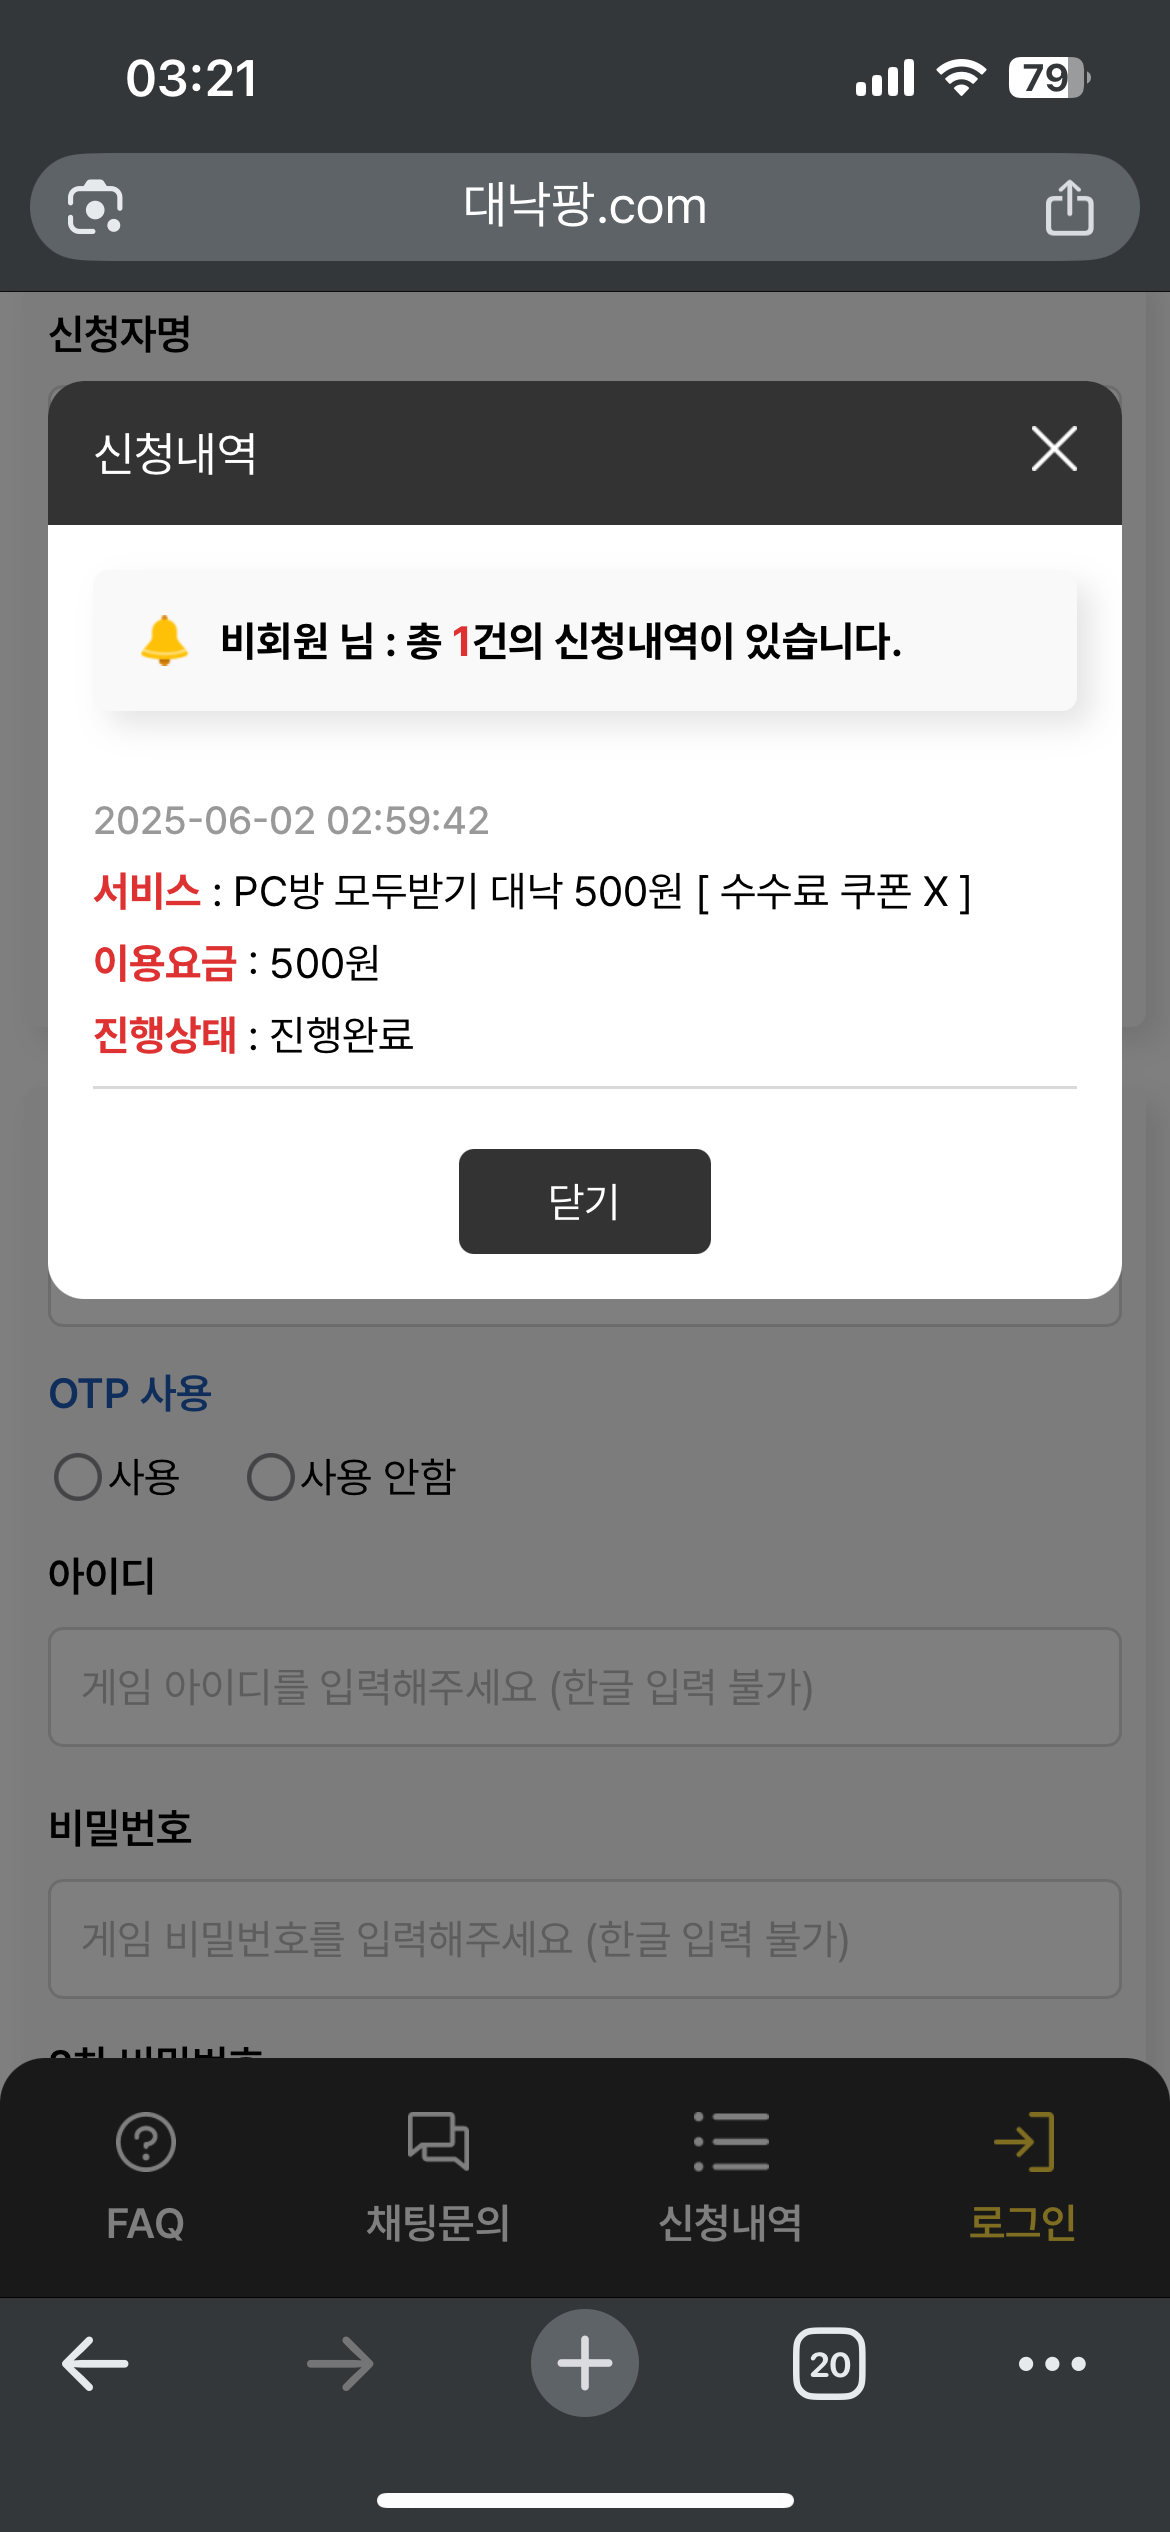 03:21
79
대낙팡.com
신청자명
신청내역
비회원 님 : 총 1건의 신청내역이 있습니다.
2025-06-02 02:59:42
서비스 : PC방 모두받기 대낙 500원 [ 수수료 쿠폰 X ]
이용요금 : 500원
진행상태 : 진행완료
닫기
OTP 사용
사용 사용 안함
아이디
게임 아이디를 입력해주세요 (한글 입력 불가)
비밀번호
게임 비밀번호를 입력해주세요 (한글 입력 불가)
2차 비밀번호
FAQ 채팅문의 신청내역 로그인
20